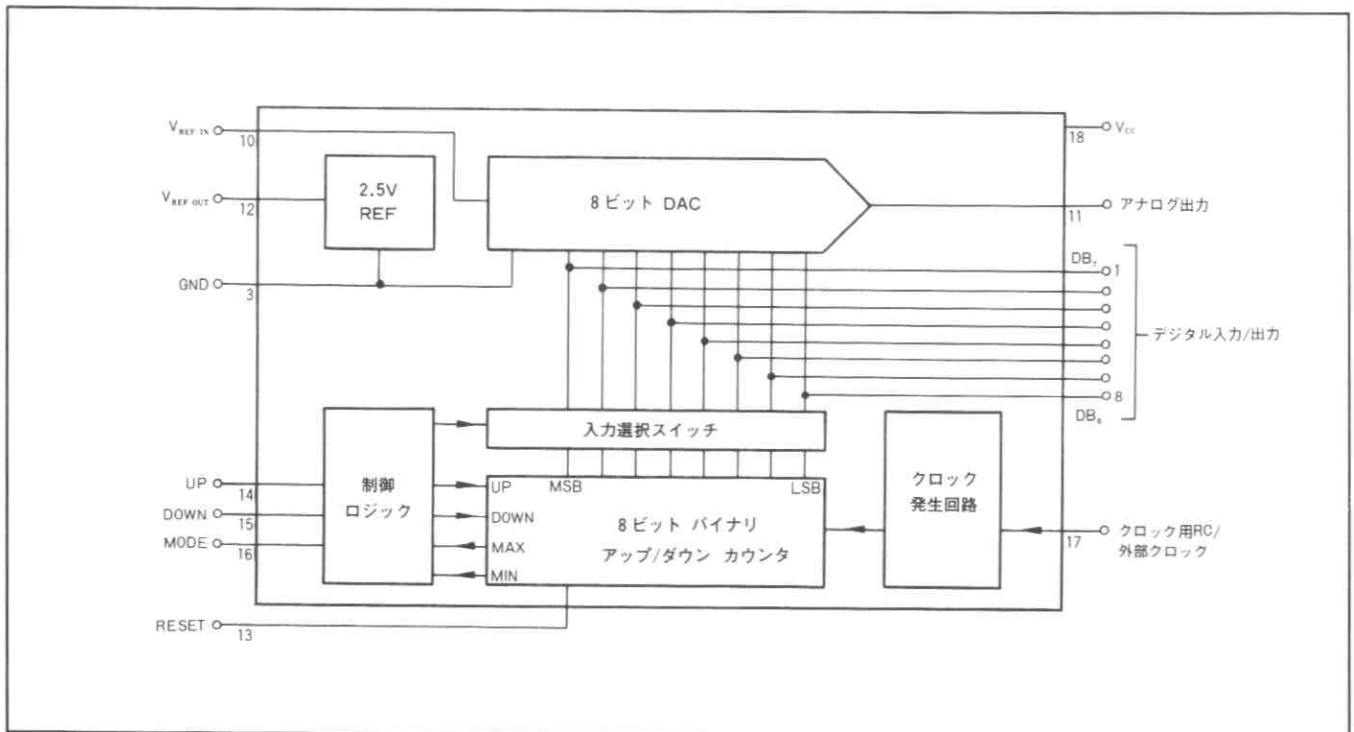 V REF IN
10
18
V CC
2.5V
REF
8ビット DAC
V REF OUT
12
11
アナログ出力
GND
3
DB₇
1
デジタル入力/出力
8
DB₀
入力選択スイッチ
制御
ロジック
クロック
発生回路
UP
14
DOWN
15
MODE
16
UP
MSB
LSB
DOWN
8ビット バイナリ
MAX
アップ/ダウン カウンタ
MIN
17
クロック用RC/
外部クロック
RESET
13